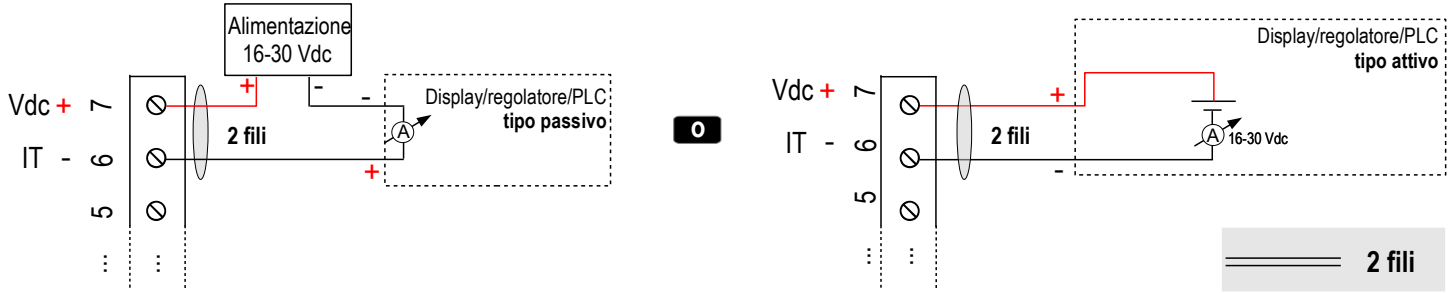 Alimentazione
16-30 Vdc
+ -
Vdc + 7
- Display/regolatore/PLC
tipo passivo
A
2 fili
IT - 6
+
5
...
...
o
Display/regolatore/PLC
tipo attivo
Vdc + 7
+
2 fili
A 16-30 Vdc
IT - 6
-
5
...
...
2 fili